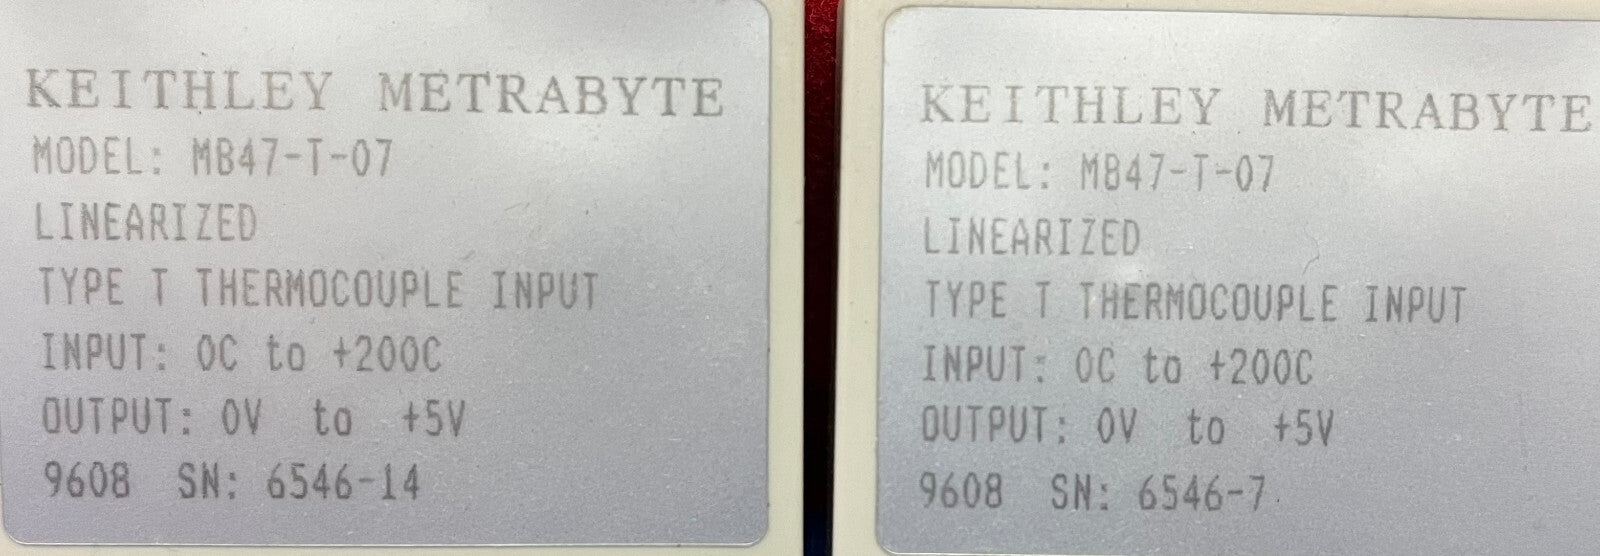 KEITHLEY METRABYTE
MODEL: MB47-T-07
LINEARIZED
TYPE T THERMOCOUPLE INPUT
INPUT: 0C to +200C
OUTPUT: 0V to +5V
9608 SN: 6546-14
KEITHLEY METRABYTE
MODEL: MB47-T-07
LINEARIZED
TYPE T THERMOCOUPLE INPUT
INPUT: 0C to +200C
OUTPUT: 0V to +5V
9608 SN: 6546-7